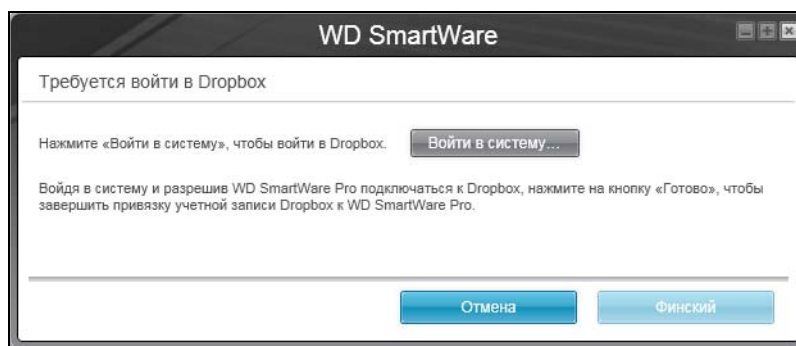 WD SmartWare
Требуется войти в Dropbox
Нажмите «Войти в систему», чтобы войти в Dropbox. Войти в систему...
Войдя в систему и разрешив WD SmartWare Pro подключаться к Dropbox, нажмите на кнопку «Готово», чтобы
завершить привязку учетной записи Dropbox к WD SmartWare Pro.
Отмена Финский